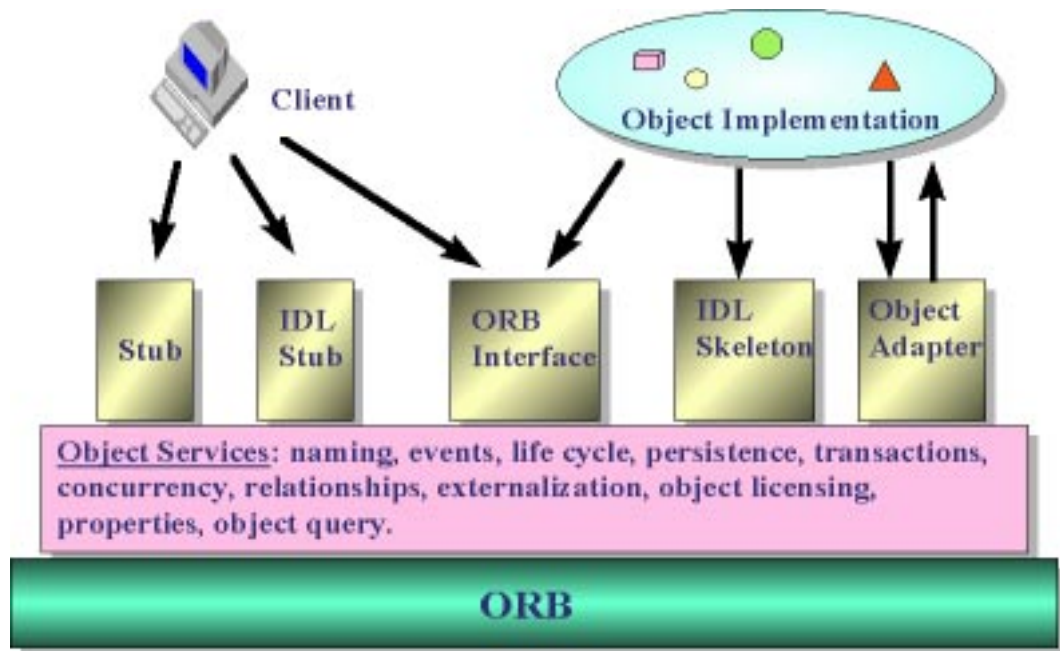 Client
Object Implementation
Stub
IDL
Stub
ORB
Interface
IDL
Skeleton
Object
Adapter
Object Services: naming, events, life cycle, persistence, transactions,
concurrency, relationships, externalization, object licensing,
properties, object query.
ORB